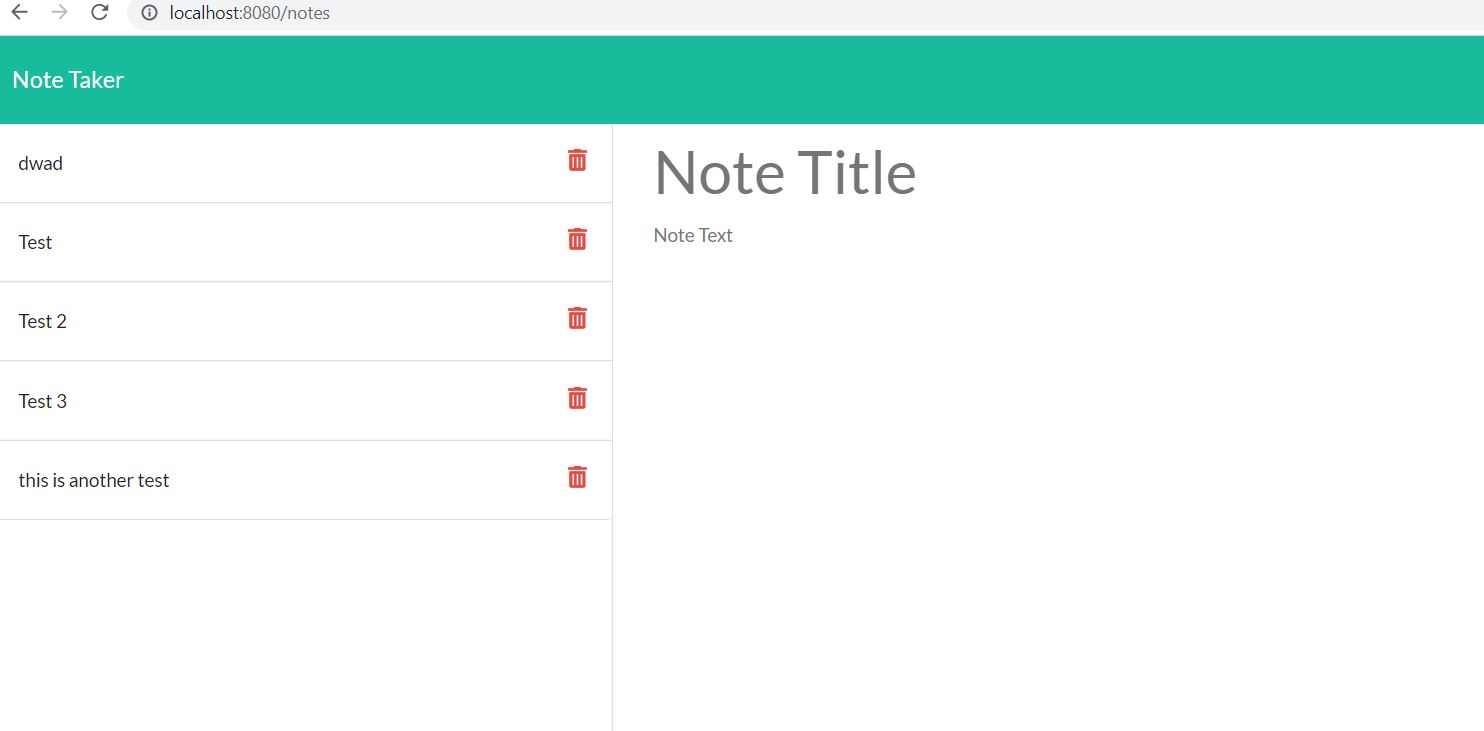 localhost:8080/notes
Note Taker
dwad
Test
Test 2
Test 3
this is another test
Note Title
Note Text